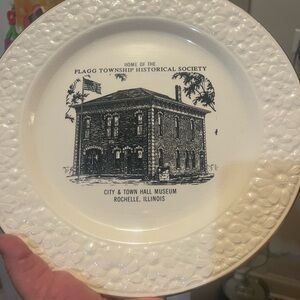 HOME OF THE
FLAGG TOWNSHIP HISTORICAL SOCIETY
CITY & TOWN HALL MUSEUM
ROCHELLE, ILLINOIS